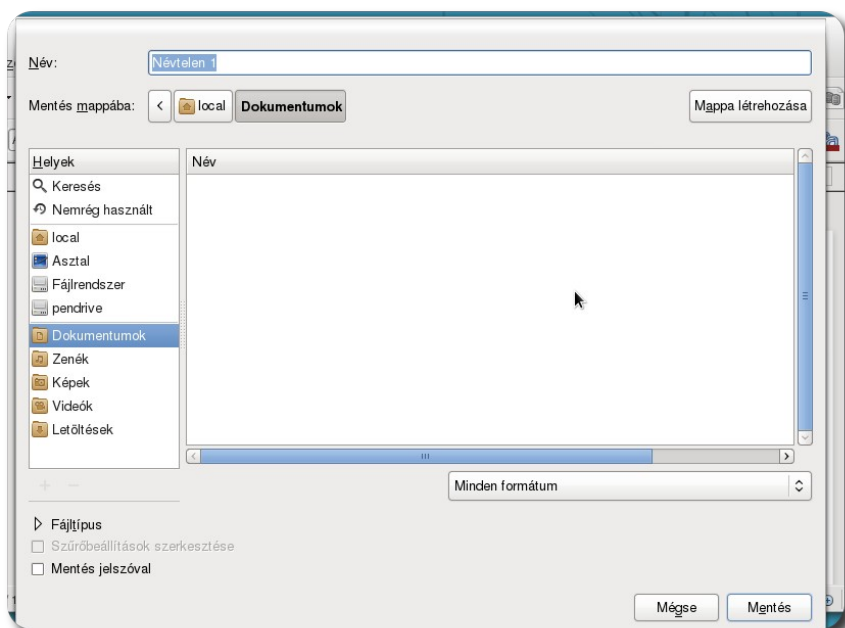 Név:
Névtelen 1
Mentés mappába:
local
Dokumentumok
Mappa létrehozása
Helyek
Név
Keresés
Nemrég használt
local
Asztal
Fájlrendszer
pendrive
Dokumentumok
Zenék
Képek
Videók
Letöltések
Minden formátum
Fájltípus
Szűrőbeállítások szerkesztése
Mentés jelszóval
Mégse
Mentés